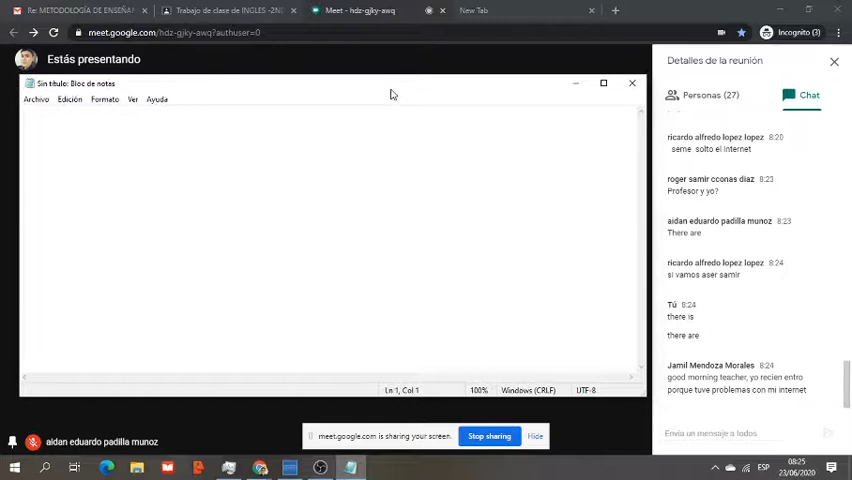 Re: METODOLOGÍA DE ENSEÑAN
Trabajo de clase de INGLES -2ND
Meet - hdz-gjky-awq
New Tab
meet.google.com/hdz-gjky-awq?authuser=0
Incognito (3)
Estás presentando
Sin título: Bloc de notas
Archivo Edición Formato Ver Ayuda
Ln 1, Col 1 100% Windows (CRLF) UTF-8
aidan eduardo padilla munoz
meet.google.com is sharing your screen. Stop sharing Hide
Detalles de la reunión
Personas (27) Chat
ricardo alfredo lopez lopez 8:20
seme solto el internet
roger samir cconas diaz 8:23
Profesor y yo?
aidan eduardo padilla munoz 8:23
There are
ricardo alfredo lopez lopez 8:24
si vamos aser samir
Tú 8:24
there is
there are
Jamil Mendoza Morales 8:24
good morning teacher, yo recien entro
porque tuve problemas con mi internet
Envía un mensaje a todos
ESP
08:25
23/06/2020